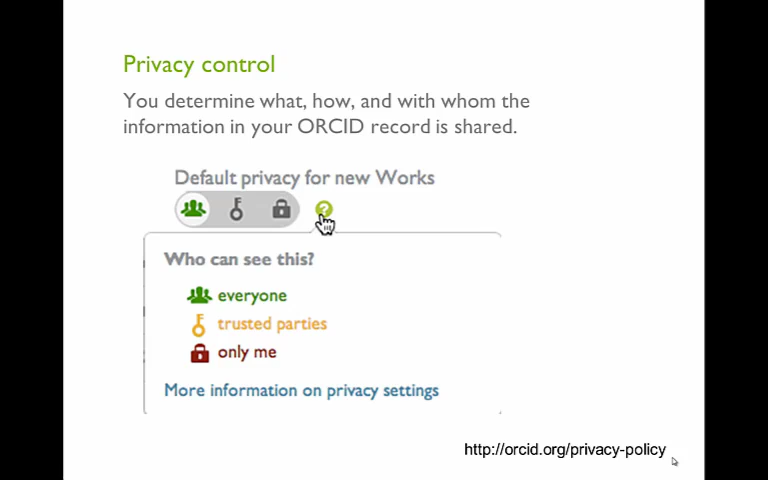 Privacy control
You determine what, how, and with whom the
information in your ORCID record is shared.
Default privacy for new Works
?
Who can see this?
everyone
trusted parties
only me
More information on privacy settings
http://orcid.org/privacy-policy